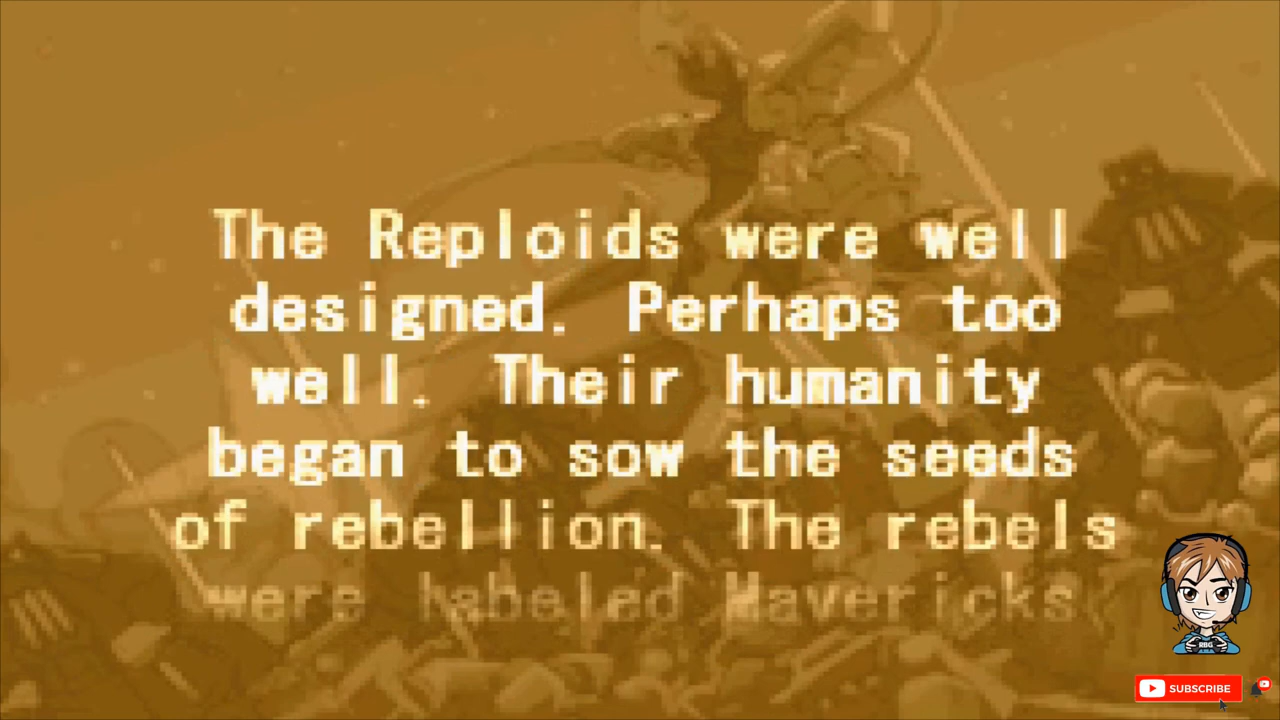 The Reploids were well
designed. Perhaps too
well. Their humanity
began to sow the seeds
of rebellion. The rebels
were labeled Mavericks
RBG
SUBSCRIBE